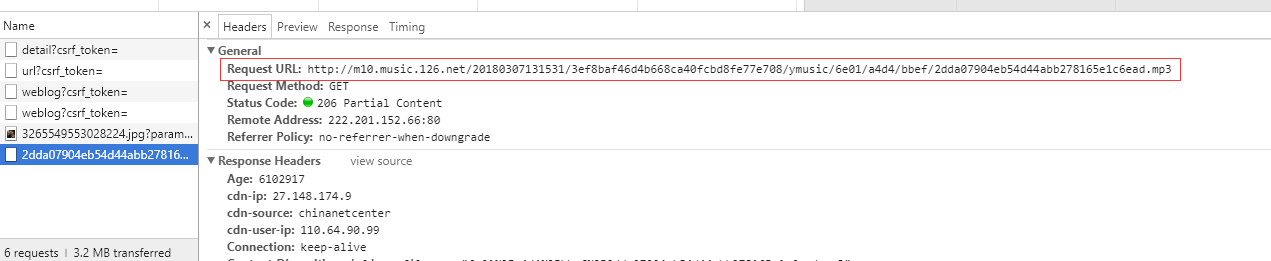 Name
detail?csrf_token=
url?csrf_token=
weblog?csrf_token=
weblog?csrf_token=
3265549553028224.jpg?param...
2dda07904eb54d44abb27816...
6 requests | 3.2 MB transferred
× Headers Preview Response Timing
General
Request URL: http://m10.music.126.net/20180307131531/3ef8baf46d4b668ca40fcbd8fe77e708/ymusic/6e01/a4d4/bbef/2dda07904eb54d44abb278165e1c6ead.mp3
Request Method: GET
Status Code: 206 Partial Content
Remote Address: 222.201.152.66:80
Referrer Policy: no-referrer-when-downgrade
Response Headers view source
Age: 6102917
cdn-ip: 27.148.174.9
cdn-source: chinanetcenter
cdn-user-ip: 110.64.90.99
Connection: keep-alive